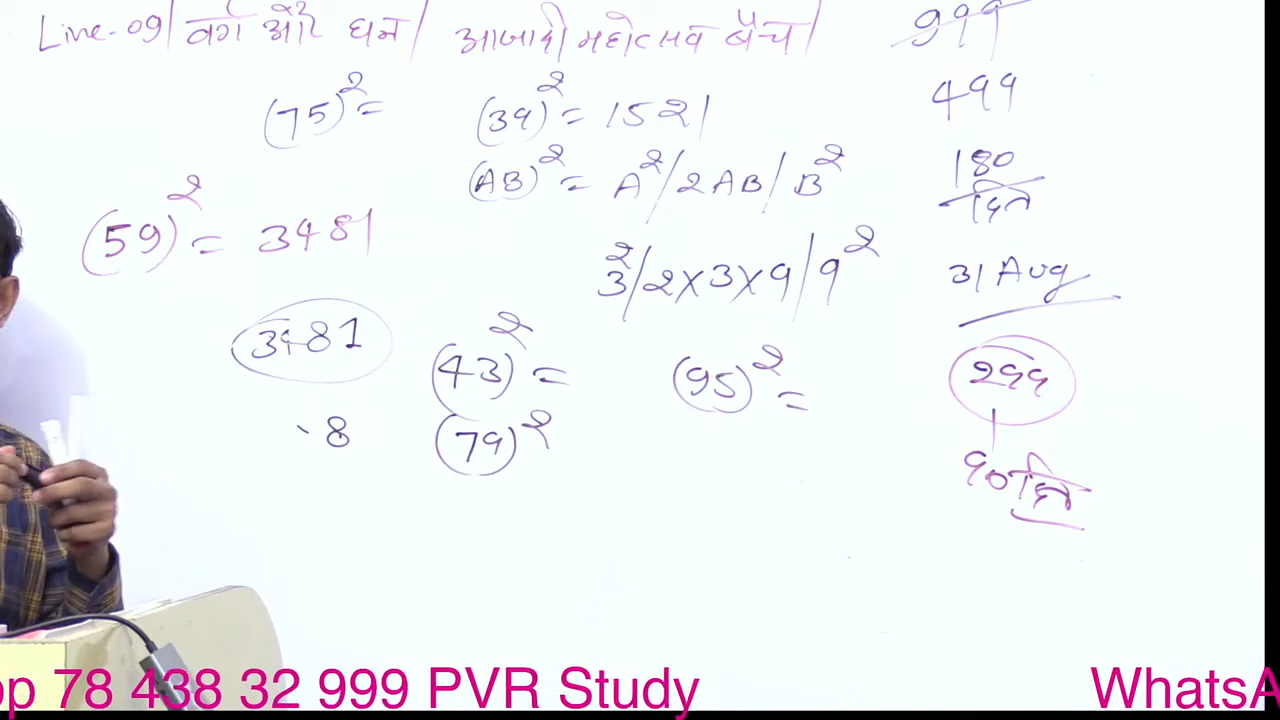 Live-09| वर्ग और घन| आजादी महोत्सव बैच|
999
(75)² =
(39)² = 1521
499
(AB)² = A²/2AB/B²
180
दिन
(59)² = 3481
3²/2×3×9/9²
31 Aug
3481
(43)² =
(95)² =
299
.8
(79)²
90दिन
pp 78 438 32 999 PVR Study
WhatsA